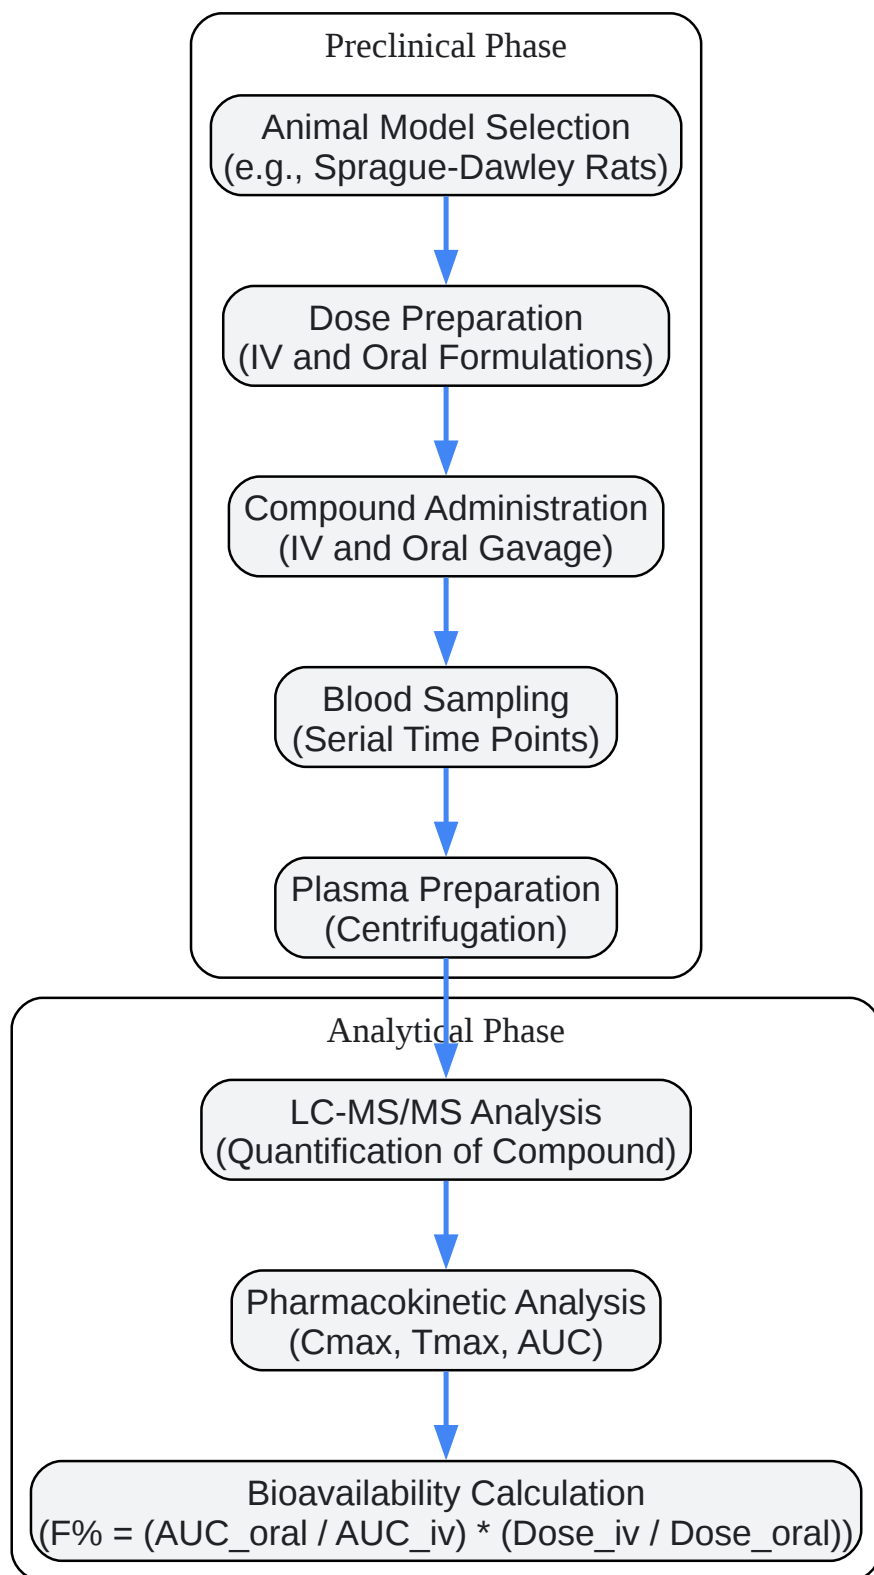 Preclinical Phase
Animal Model Selection
(e.g., Sprague-Dawley Rats)
Dose Preparation
(IV and Oral Formulations)
Compound Administration
(IV and Oral Gavage)
Blood Sampling
(Serial Time Points)
Plasma Preparation
(Centrifugation)
Analytical Phase
LC-MS/MS Analysis
(Quantification of Compound)
Pharmacokinetic Analysis
(Cmax, Tmax, AUC)
Bioavailability Calculation
(F% = (AUC_oral / AUC_iv) * (Dose_iv / Dose_oral))